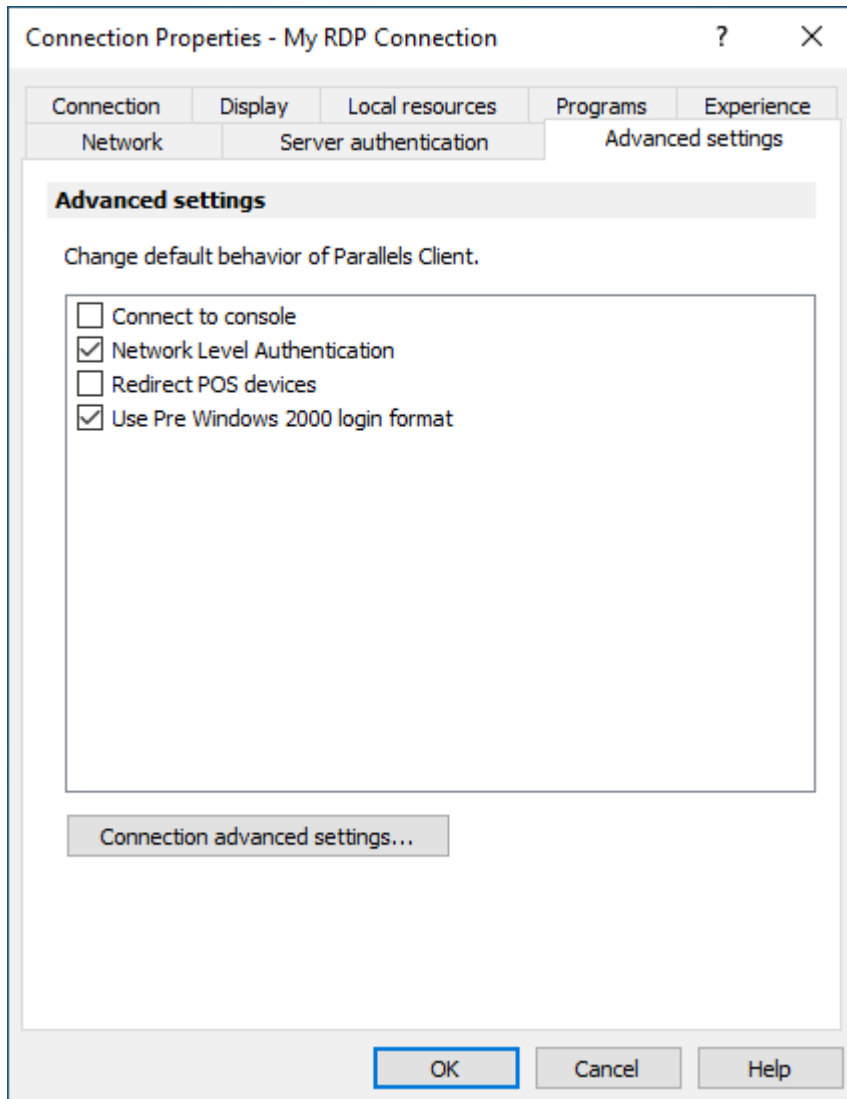 Connection Properties - My RDP Connection ?
Connection Display Local resources Programs Experience
Network Server authentication Advanced settings
Advanced settings
Change default behavior of Parallels Client.
Connect to console
Network Level Authentication
Redirect POS devices
Use Pre Windows 2000 login format
Connection advanced settings...
OK Cancel Help